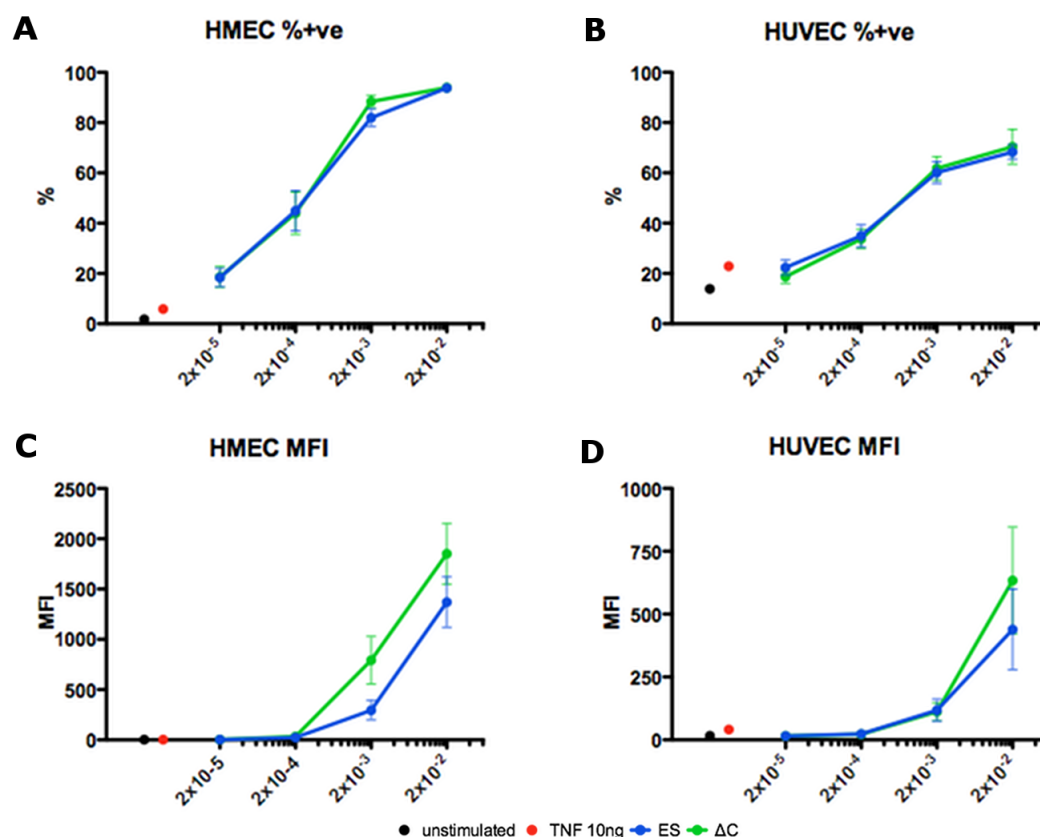 A
HMEC %+ve
100
80
60
40
20
0
%
2x10-5
2x10-4
2x10-3
2x10-2
B
HUVEC %+ve
100
80
60
40
20
0
%
2x10-5
2x10-4
2x10-3
2x10-2
C
HMEC MFI
2500
2000
1500
1000
500
0
MFI
2x10-5
2x10-4
2x10-3
2x10-2
D
HUVEC MFI
1000
750
500
250
0
MFI
2x10-5
2x10-4
2x10-3
2x10-2
unstimulated TNF 10ng ES ΔC